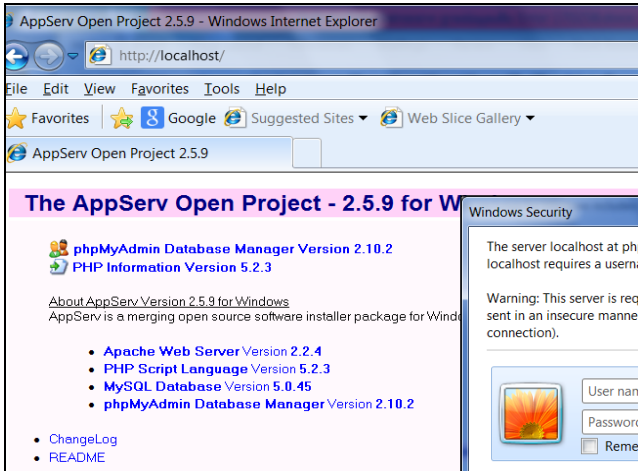 AppServ Open Project 2.5.9 - Windows Internet Explorer
http://localhost/
File Edit View Favorites Tools Help
Favorites Google Suggested Sites Web Slice Gallery
AppServ Open Project 2.5.9
The AppServ Open Project - 2.5.9 for W
phpMyAdmin Database Manager Version 2.10.2
PHP Information Version 5.2.3
About AppServ Version 2.5.9 for Windows
AppServ is a merging open source software installer package for Windo
Apache Web Server Version 2.2.4
PHP Script Language Version 5.2.3
MySQL Database Version 5.0.45
phpMyAdmin Database Manager Version 2.10.2
ChangeLog
README
Windows Security
The server localhost at ph
localhost requires a userna
Warning: This server is req
sent in an insecure manne
connection).
User nan
Password
Reme